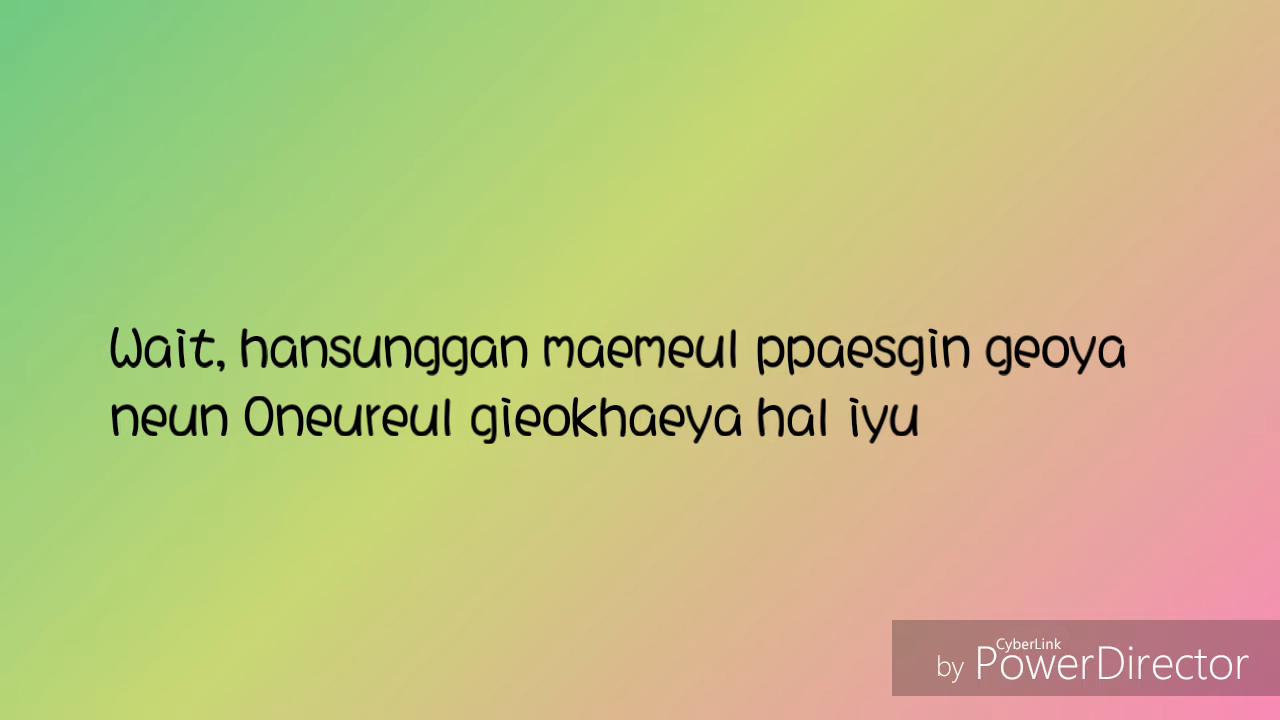 Wait, hansunggan maemeul ppaesgin geoya
neun Oneureul gieokhaeya hal iyu
CyberLink
by PowerDirector